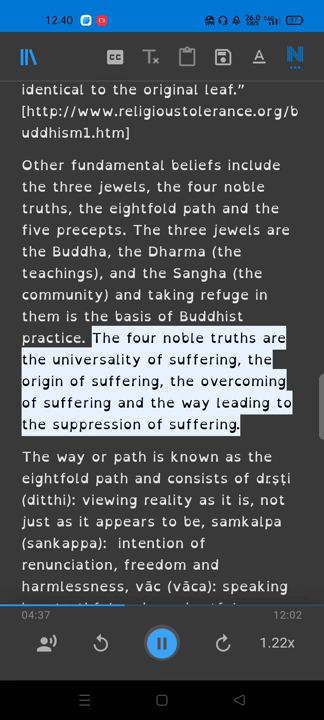 12.40
26.0 KB/S
37
CC
identical to the original leaf.”
[http://www.religioustolerance.org/b
uddhism1.htm]
Other fundamental beliefs include
the three jewels, the four noble
truths, the eightfold path and the
five precepts. The three jewels are
the Buddha, the Dharma (the
teachings), and the Sangha (the
community) and taking refuge in
them is the basis of Buddhist
practice. The four noble truths are
the universality of suffering, the
origin of suffering, the overcoming
of suffering and the way leading to
the suppression of suffering.
The way or path is known as the
eightfold path and consists of dṛṣṭi
(ditthi): viewing reality as it is, not
just as it appears to be, samkalpa
(sankappa):  intention of
renunciation, freedom and
harmlessness, vāc (vāca): speaking
04:37
12:02
1.22x